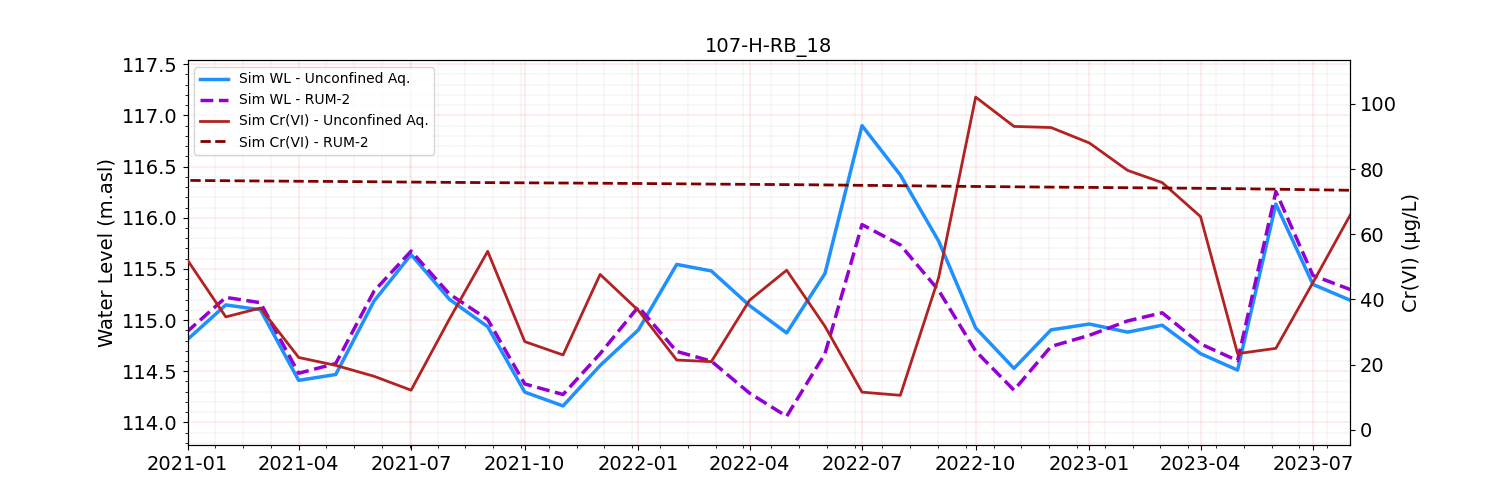 107-H-RB_18
Sim WL - Unconfined Aq.
Sim WL - RUM-2
Sim Cr(VI) - Unconfined Aq.
Sim Cr(VI) - RUM-2
Water Level (m.asl)
117.5
117.0
116.5
116.0
115.5
115.0
114.5
114.0
100
80
60
40
20
0
Cr(VI) (µg/L)
2021-01 2021-04 2021-07 2021-10 2022-01 2022-04 2022-07 2022-10 2023-01 2023-04 2023-07